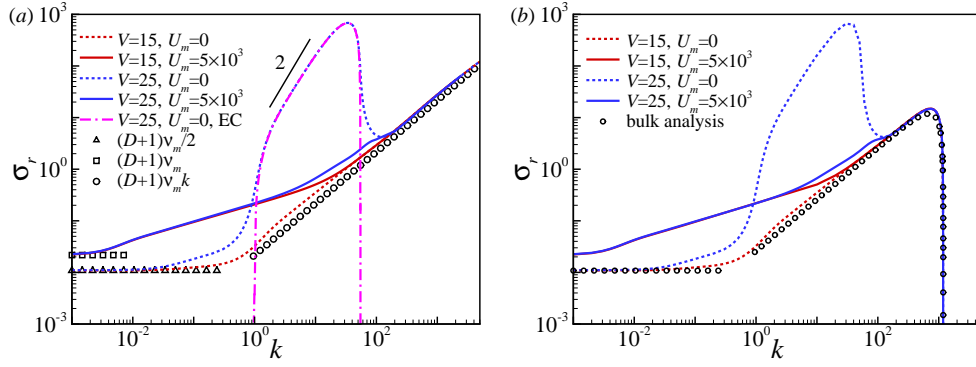 (a)
10^3
V=15, U_m=0
V=15, U_m=5×10^3
V=25, U_m=0
V=25, U_m=5×10^3
V=25, U_m=0, EC
(D+1)ν_m/2
(D+1)ν_m
(D+1)ν_mk
2
σ_r
10^0
10^-3
10^-2
10^0
10^2
k
(b)
10^3
V=15, U_m=0
V=15, U_m=5×10^3
V=25, U_m=0
V=25, U_m=5×10^3
bulk analysis
σ_r
10^0
10^-3
10^-2
10^0
10^2
k